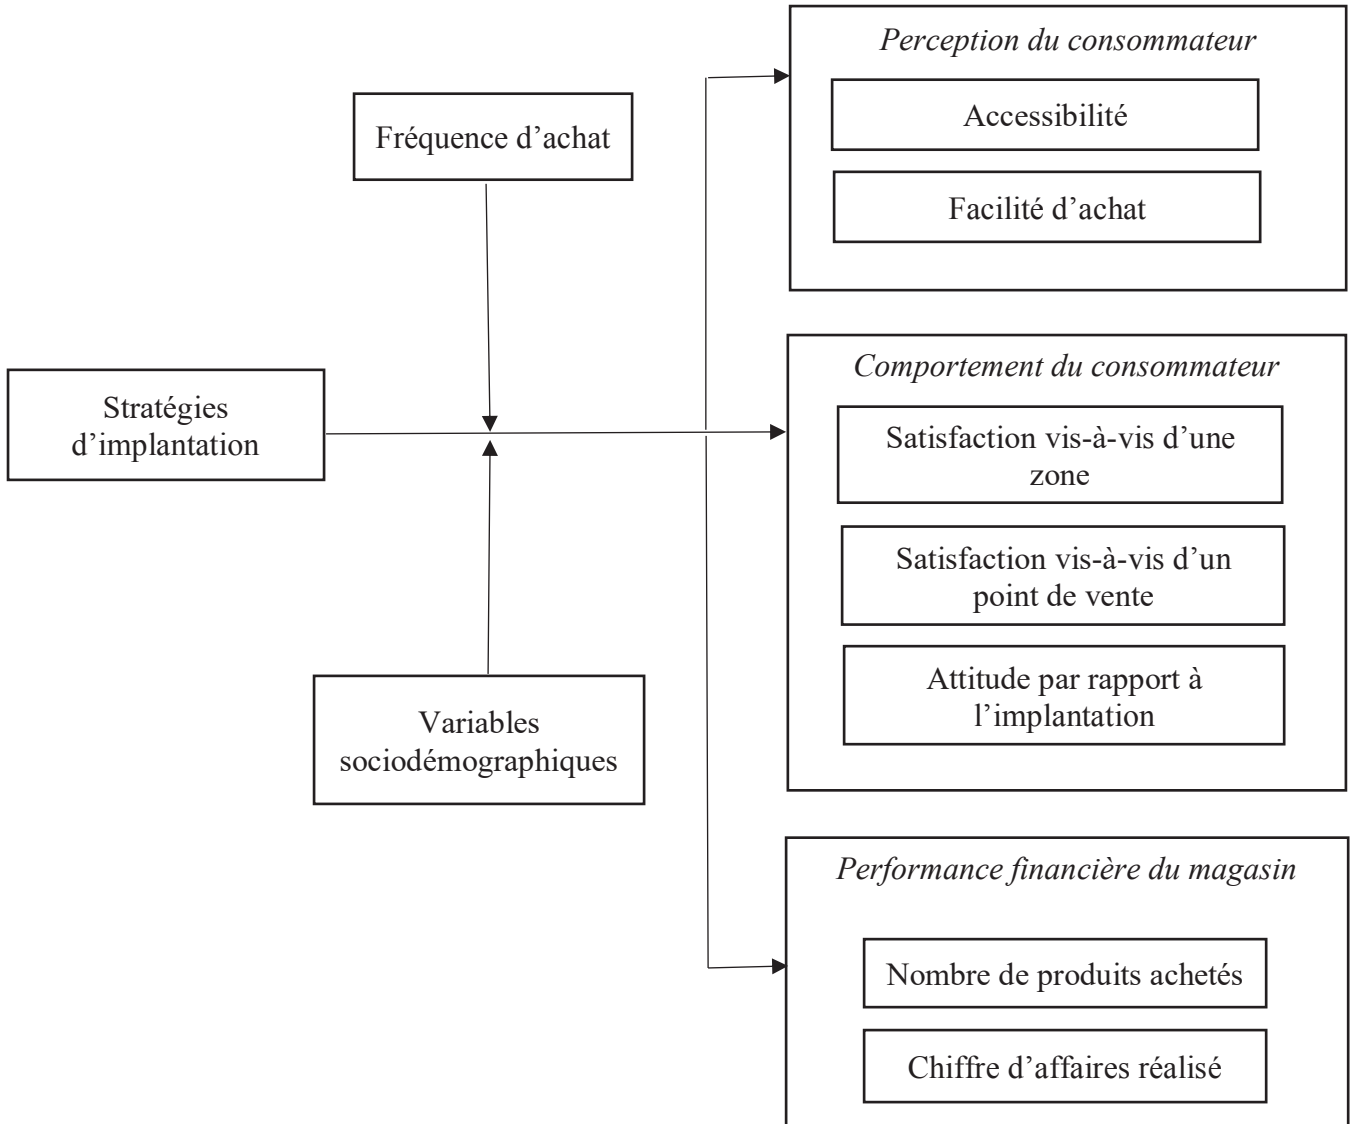 Perception du consommateur
Accessibilité
Facilité d’achat
Fréquence d’achat
Stratégies
d’implantation
Variables
sociodémographiques
Comportement du consommateur
Satisfaction vis-à-vis d’une
zone
Satisfaction vis-à-vis d’un
point de vente
Attitude par rapport à
l’implantation
Performance financière du magasin
Nombre de produits achetés
Chiffre d’affaires réalisé